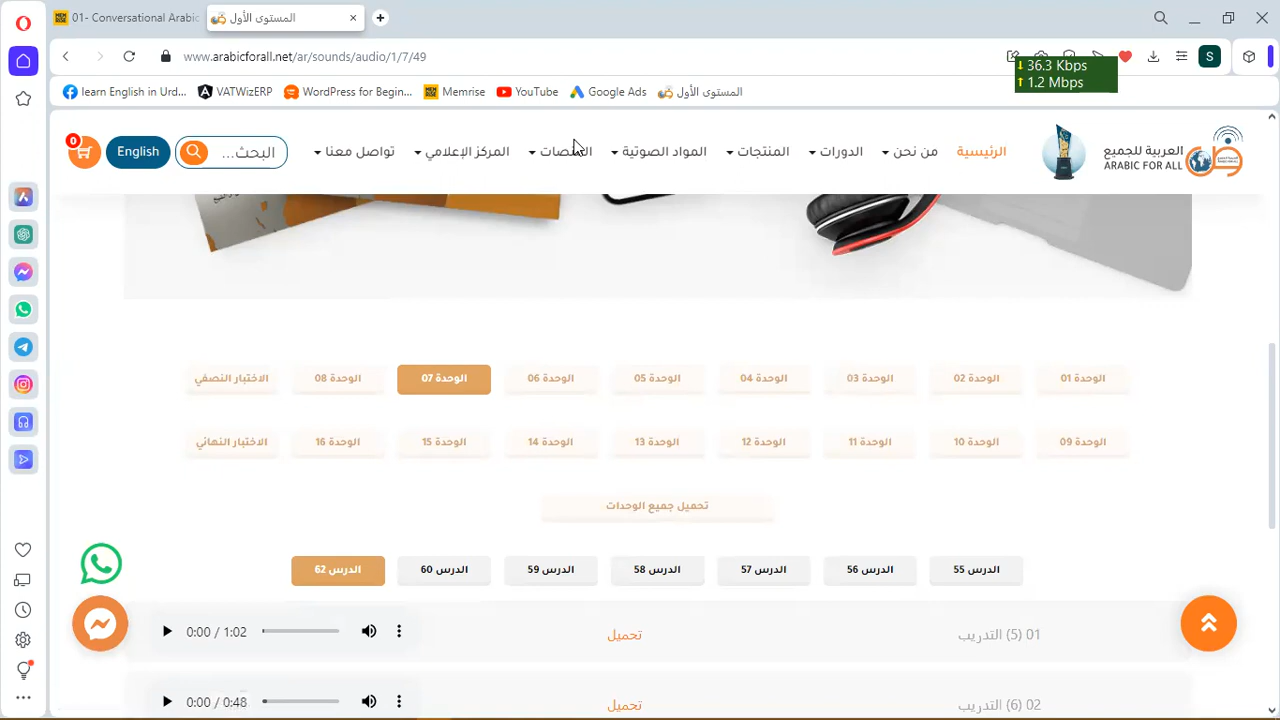 01- Conversational Arabic
المستوى الأول
www.arabicforall.net/ar/sounds/audio/1/7/49
S
36.3 Kbps
1.2 Mbps
learn English in Urd...
VATWizERP
WordPress for Begin...
Memrise
YouTube
Google Ads
المستوى الأول
العربية للجميع
ARABIC FOR ALL
الرئيسية
من نحن
الدورات
المنتجات
المواد الصوتية
المنصات
المركز الإعلامي
تواصل معنا
البحث...
English
0
الوحدة 01
الوحدة 02
الوحدة 03
الوحدة 04
الوحدة 05
الوحدة 06
الوحدة 07
الوحدة 08
الاختبار النصفي
الوحدة 09
الوحدة 10
الوحدة 11
الوحدة 12
الوحدة 13
الوحدة 14
الوحدة 15
الوحدة 16
الاختبار النهائي
تحميل جميع الوحدات
الدرس 55
الدرس 56
الدرس 57
الدرس 58
الدرس 59
الدرس 60
الدرس 62
01 (5) التدريب
تحميل
0:00 / 1:02
02 (6) التدريب
تحميل
0:00 / 0:48